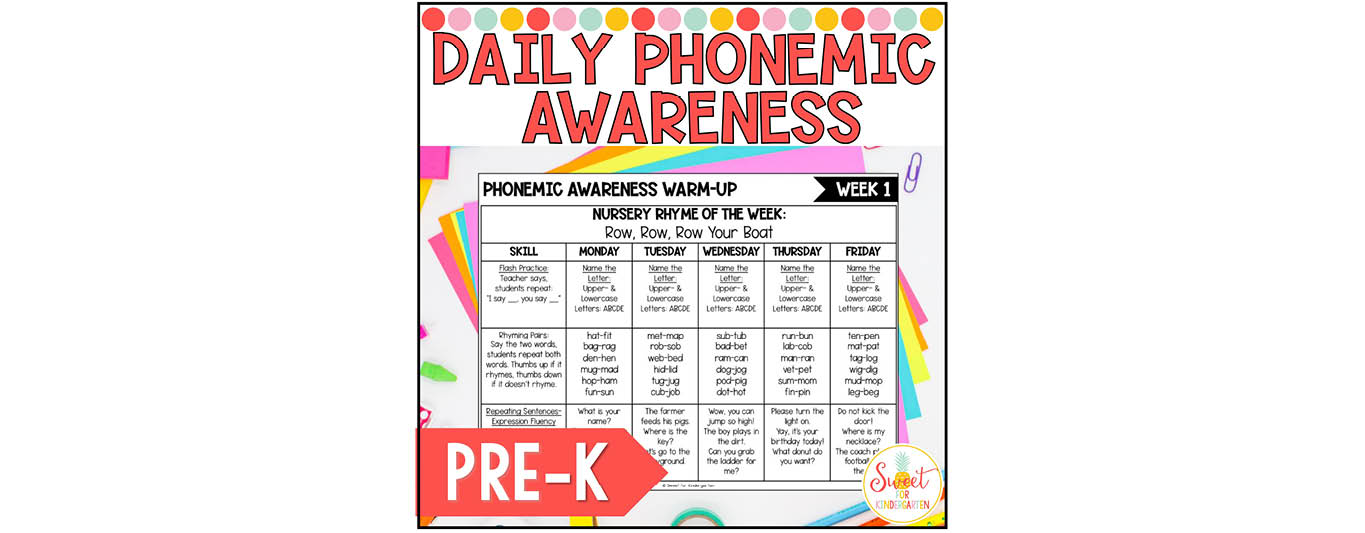 DAILY PHONEMIC
AWARENESS
PHONEMIC AWARENESS WARM-UP
WEEK 1
NURSERY RHYME OF THE WEEK:
Row, Row, Row Your Boat
SKILL
MONDAY
TUESDAY
WEDNESDAY
THURSDAY
FRIDAY
Flash Practice:
Teacher says,
students repeat.
"I say __, you say __"
Name the
Letter:
Upper- &
Lowercase
Letters: ABCDE
Name the
Letter:
Upper- &
Lowercase
Letters: ABCDE
Name the
Letter:
Upper- &
Lowercase
Letters: ABCDE
Name the
Letter:
Upper- &
Lowercase
Letters: ABCDE
Name the
Letter:
Upper- &
Lowercase
Letters: ABCDE
Rhyming Pairs:
Say the two words,
students repeat both
words. Thumbs up if it
rhymes, thumbs down
if it doesn't rhyme.
hat-fit
bag-rag
den-hen
mug-mad
hop-ham
fun-sun
met-map
rob-sob
web-bed
hid-lid
tug-jug
cub-job
sub-tub
bad-bet
ram-can
dog-jog
pod-pig
dot-hot
run-bun
lab-cob
man-ran
vet-pet
sum-mom
fin-pin
ten-pen
mat-pat
tag-log
wig-dig
mud-mop
leg-beg
Repeating Sentences-
Expression Fluency
What is your
name?
The farmer
feeds his pigs.
Where is the
key?
go to the
Wow, you can
jump so high!
The boy plays in
the dirt.
Can you grab
the ladder for
me?
Please turn the
light on.
Yay, it's your
birthday today!
What donut do
you want?
Do not kick the
door!
Where is my
necklace?
The coach
PRE-K
Sweet
FOR
KINDERGARTEN